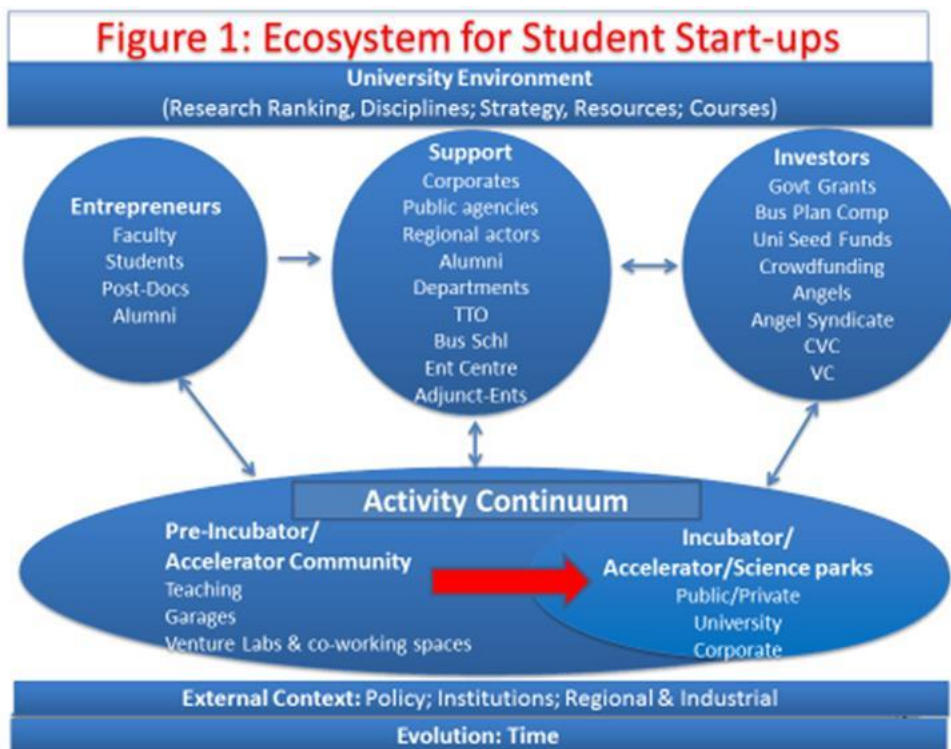 Figure 1: Ecosystem for Student Start-ups
University Environment
(Research Ranking, Disciplines; Strategy, Resources; Courses)
Entrepreneurs
Faculty
Students
Post-Docs
Alumni
Support
Corporates
Public agencies
Regional actors
Alumni
Departments
TTO
Bus Schl
Ent Centre
Adjunct-Ents
Investors
Govt Grants
Bus Plan Comp
Uni Seed Funds
Crowdfunding
Angels
Angel Syndicate
CVC
VC
Activity Continuum
Pre-Incubator/
Accelerator Community
Teaching
Garages
Venture Labs & co-working spaces
Incubator/
Accelerator/Science parks
Public/Private
University
Corporate
External Context: Policy; Institutions; Regional & Industrial
Evolution: Time